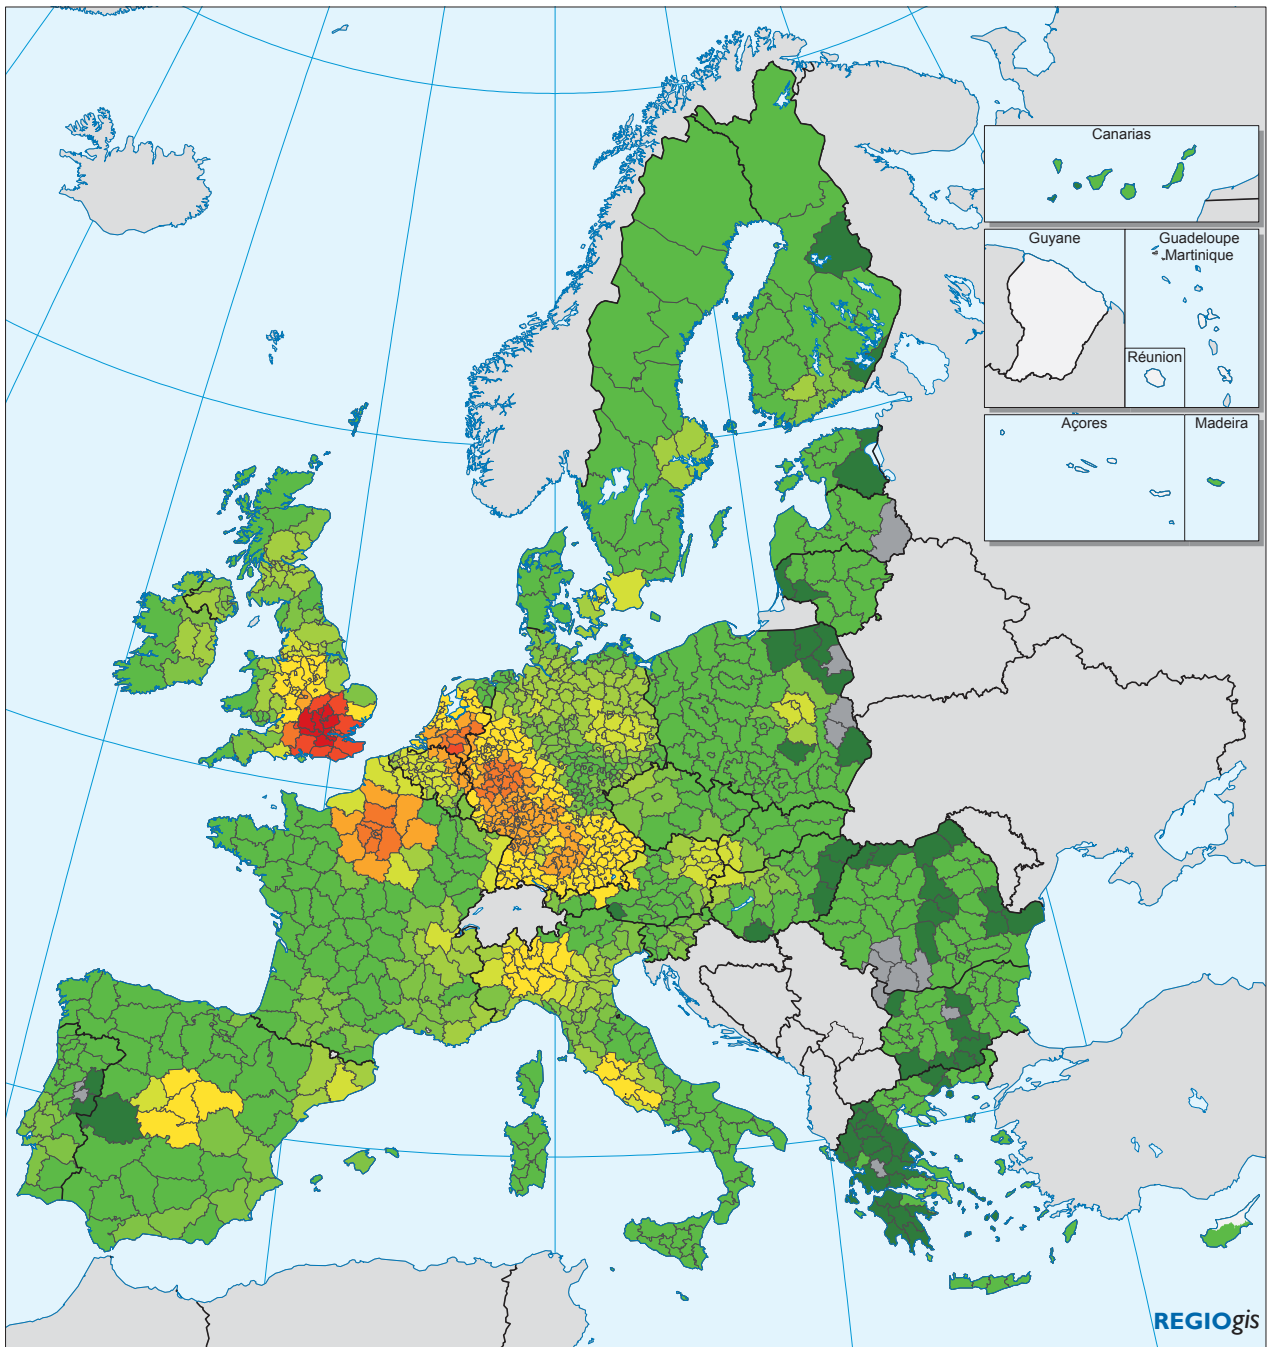 Canarias
Guyane
Guadeloupe
Martinique
Réunion
Açores
Madeira
REGIOgis